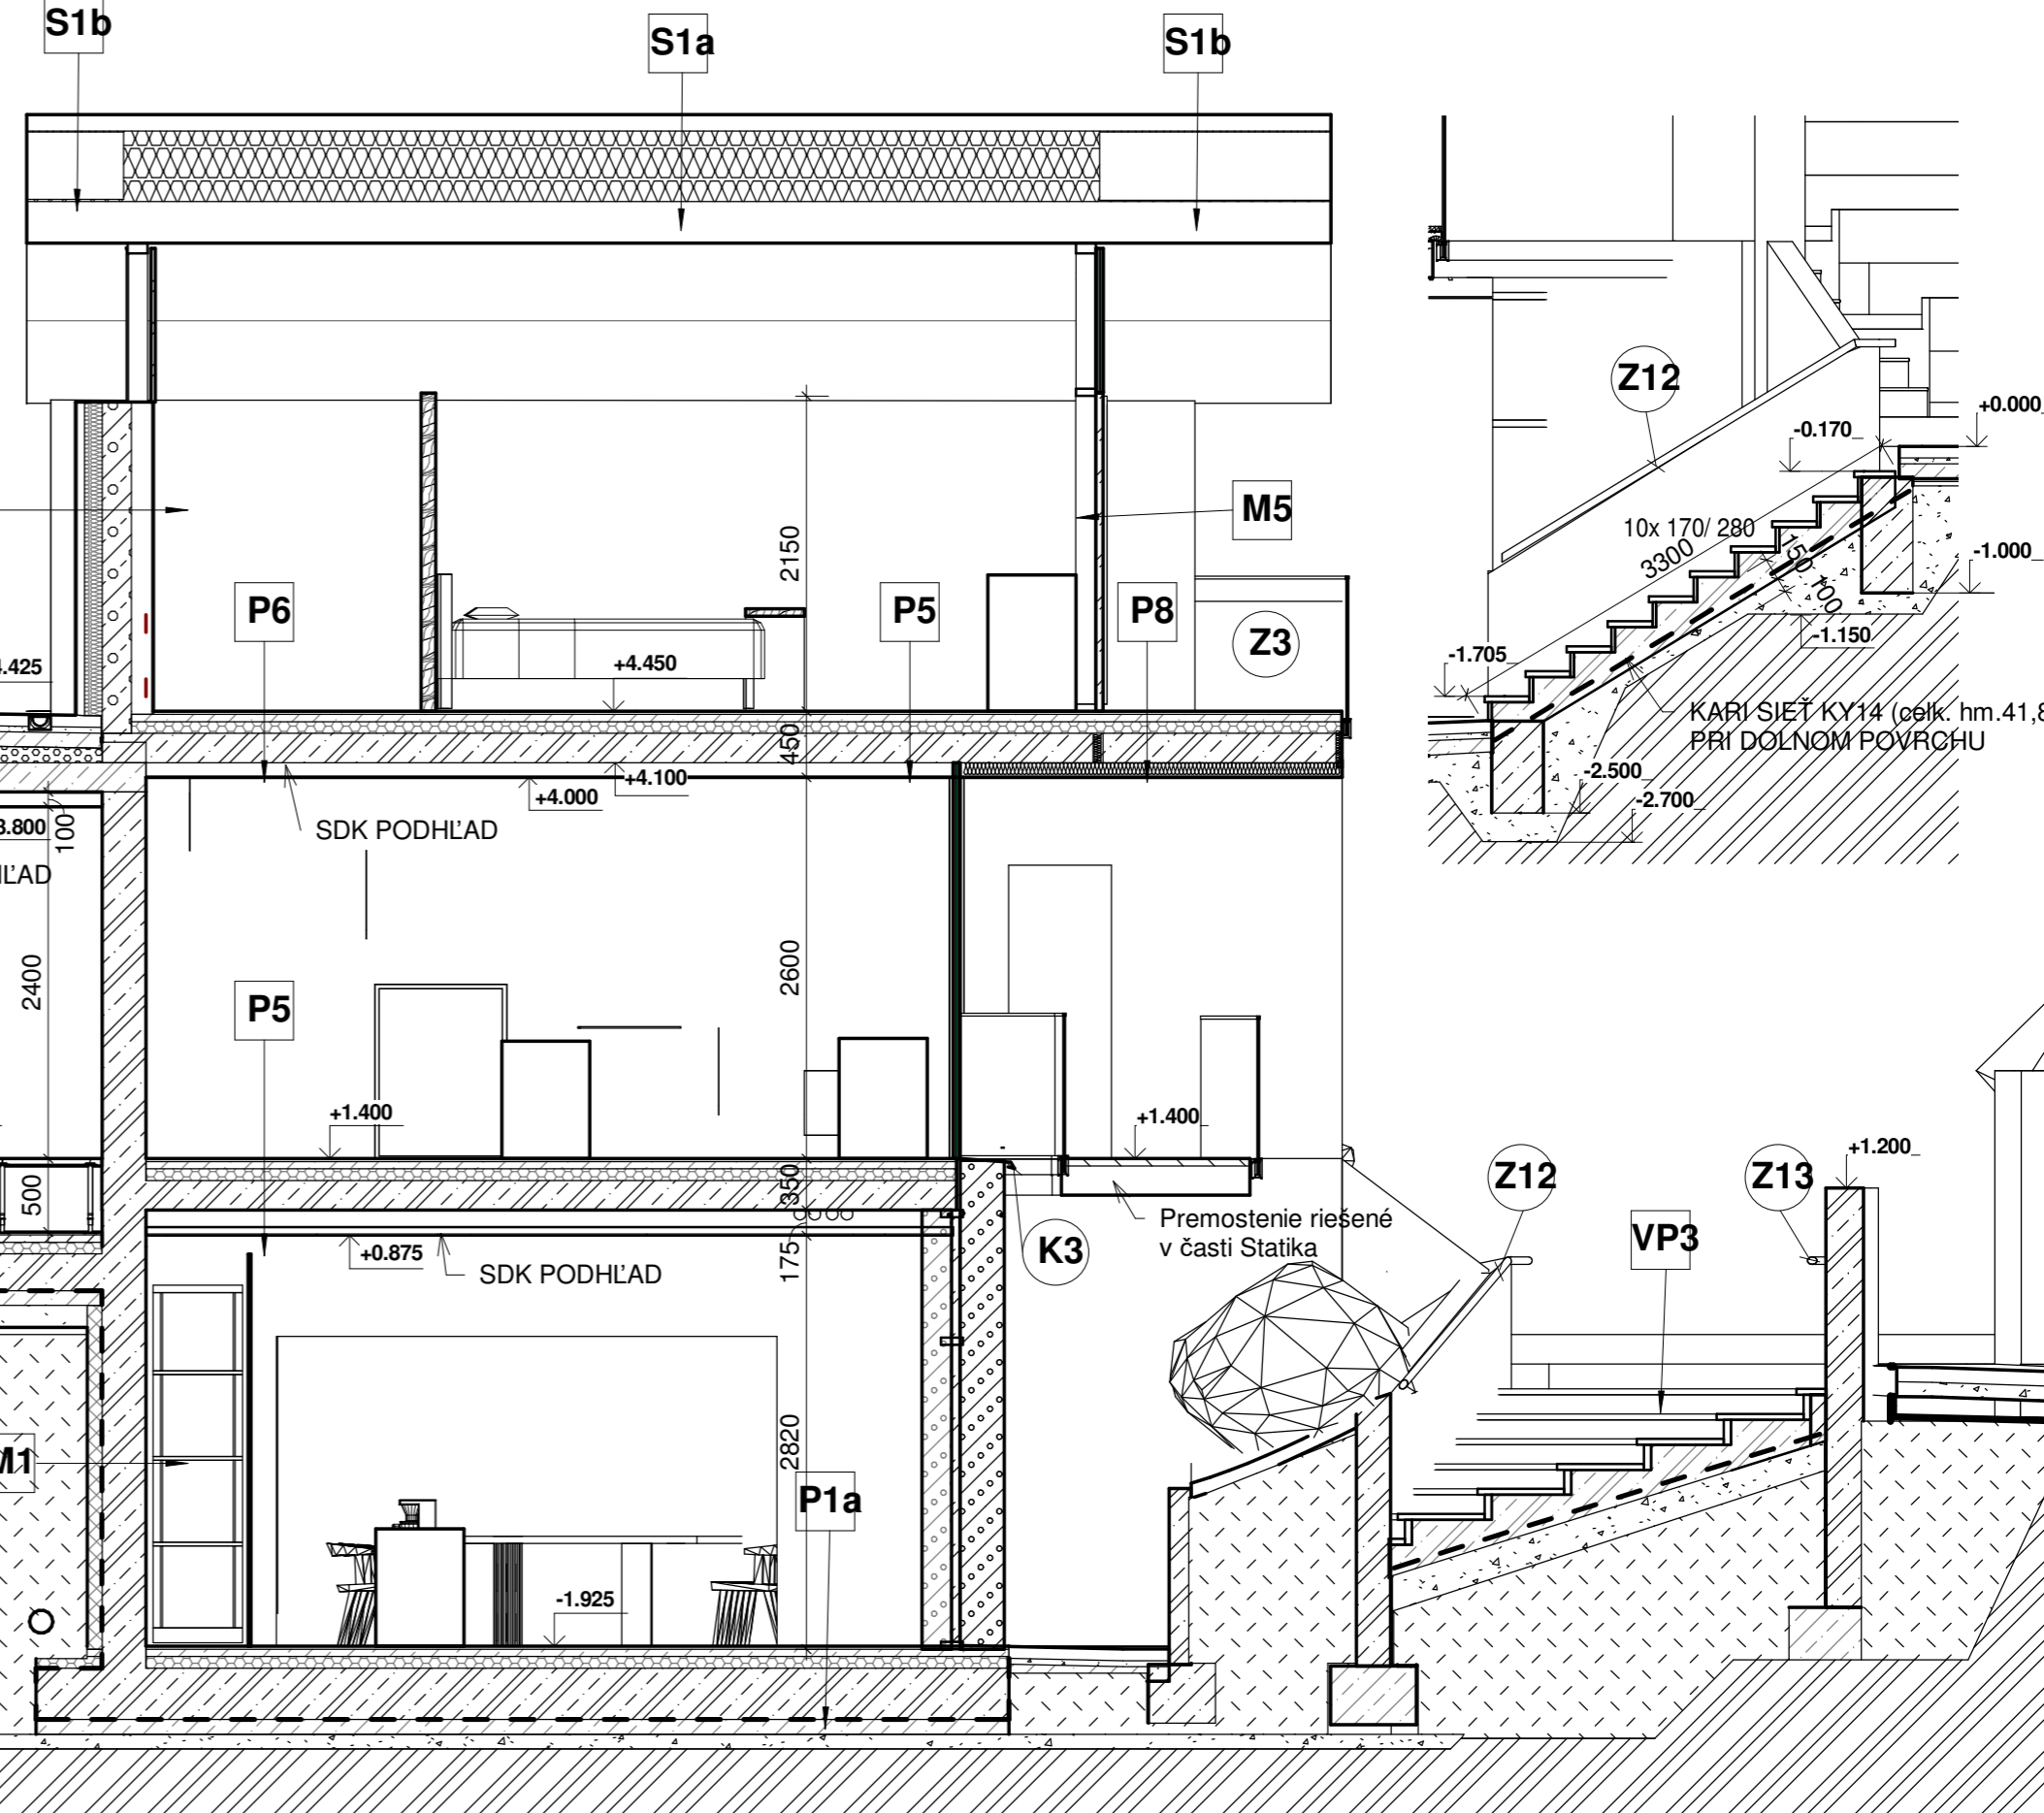 S1b
S1a
S1b
Z12
+0.000
-0.170
M5
10x 170/ 280
3300
150
100
-1.000
2150
P6
P5
P8
Z3
-1.150
-1.705
+4.450
.425
KARI SIEŤ KY14 (celk. hm.41,8
PRI DOLNOM POVRCHU
450
+4.100
+4.000
-2.500
-2.700
3.800
100
SDK PODHĽAD
ĽAD
2400
2600
P5
+1.400
+1.400
Z12
Z13
+1.200
500
350
Premostenie riešené
v časti Statika
K3
VP3
+0.875
175
SDK PODHĽAD
2820
M1
P1a
-1.925